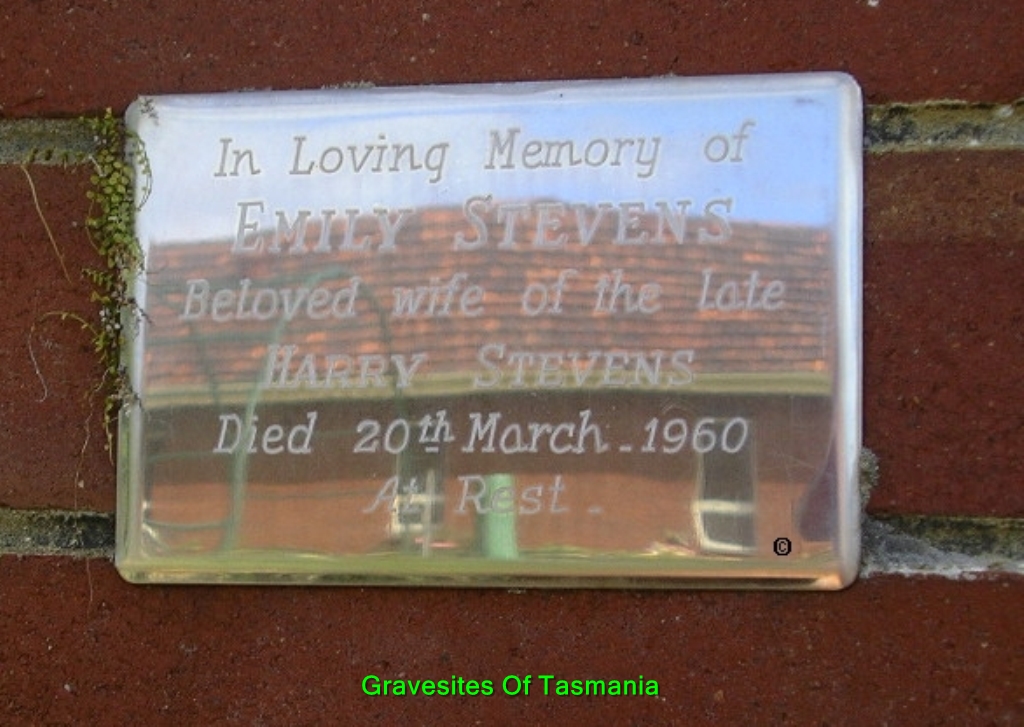 In Loving Memory of
EMILY STEVENS
Beloved wife of the late
HARRY STEVENS
Died 20th March. 1960
At Rest.
©
Gravesites Of Tasmania